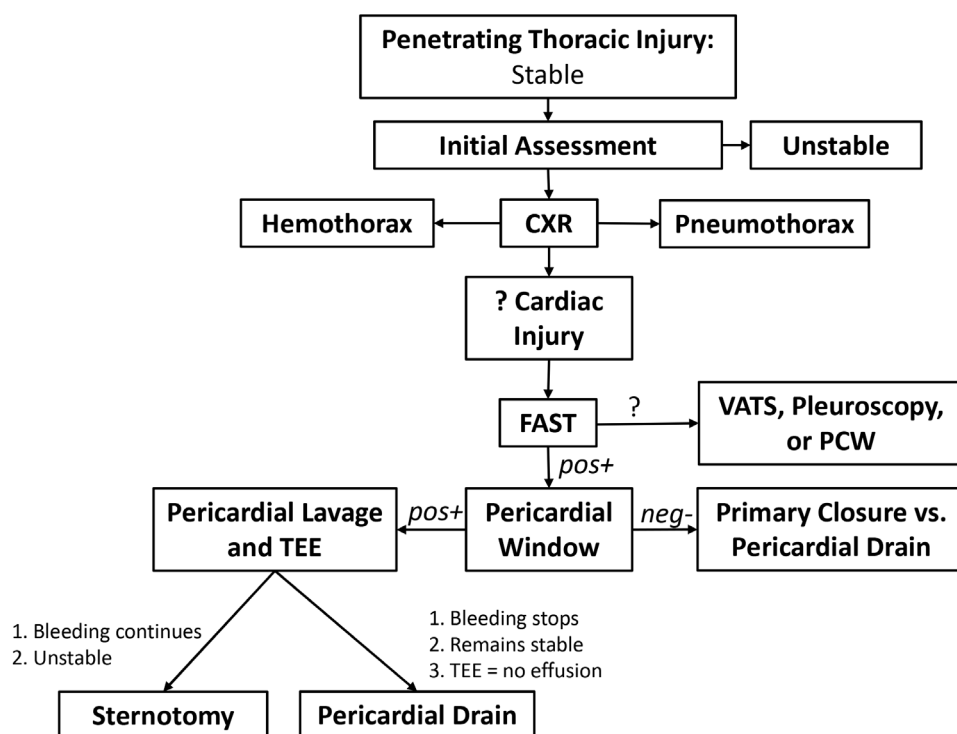 Penetrating Thoracic Injury:
Stable
Initial Assessment
Unstable
Hemothorax
CXR
Pneumothorax
? Cardiac
Injury
FAST
?
VATS, Pleuroscopy,
or PCW
pos+
Pericardial Lavage
and TEE
pos+
Pericardial
Window
neg-
Primary Closure vs.
Pericardial Drain
1. Bleeding continues
2. Unstable
1. Bleeding stops
2. Remains stable
3. TEE = no effusion
Sternotomy
Pericardial Drain